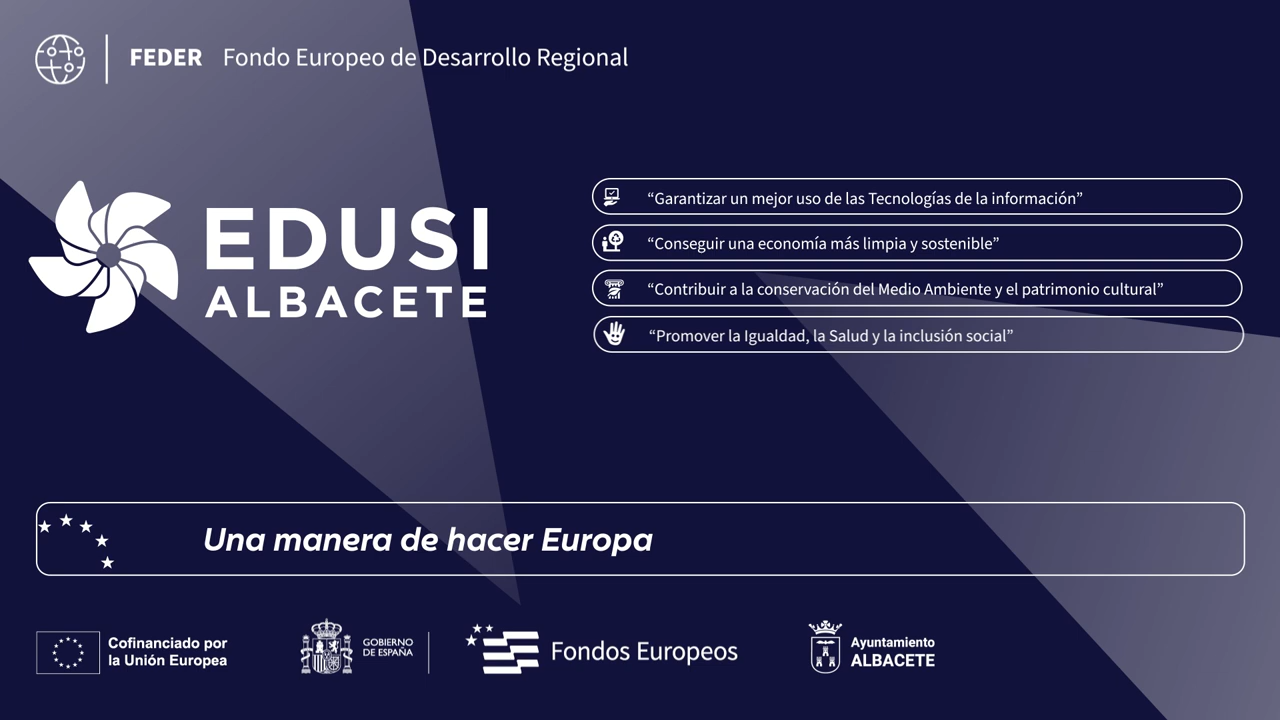 FEDER Fondo Europeo de Desarrollo Regional
EDUSI
ALBACETE
“Garantizar un mejor uso de las Tecnologías de la información”
“Conseguir una economía más limpia y sostenible”
“Contribuir a la conservación del Medio Ambiente y el patrimonio cultural”
“Promover la Igualdad, la Salud y la inclusión social”
Una manera de hacer Europa
Cofinanciado por
la Unión Europea
GOBIERNO
DE ESPAÑA
Fondos Europeos
Ayuntamiento
ALBACETE